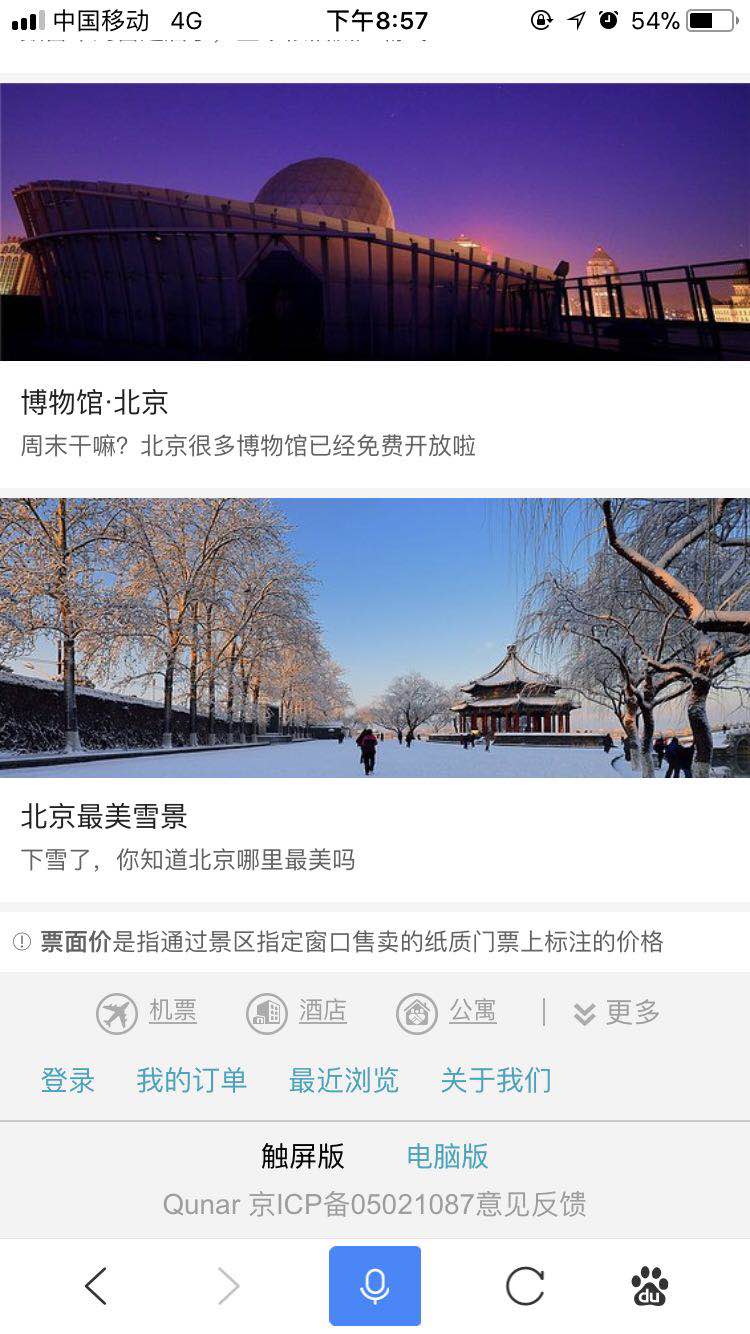 中国移动 4G 下午8:57 54%
博物馆·北京
周末干嘛？北京很多博物馆已经免费开放啦
北京最美雪景
下雪了，你知道北京哪里最美吗
票面价是指通过景区指定窗口售卖的纸质门票上标注的价格
机票 酒店 公寓 | 更多
登录 我的订单 最近浏览 关于我们
触屏版 电脑版
Qunar 京ICP备05021087意见反馈
du